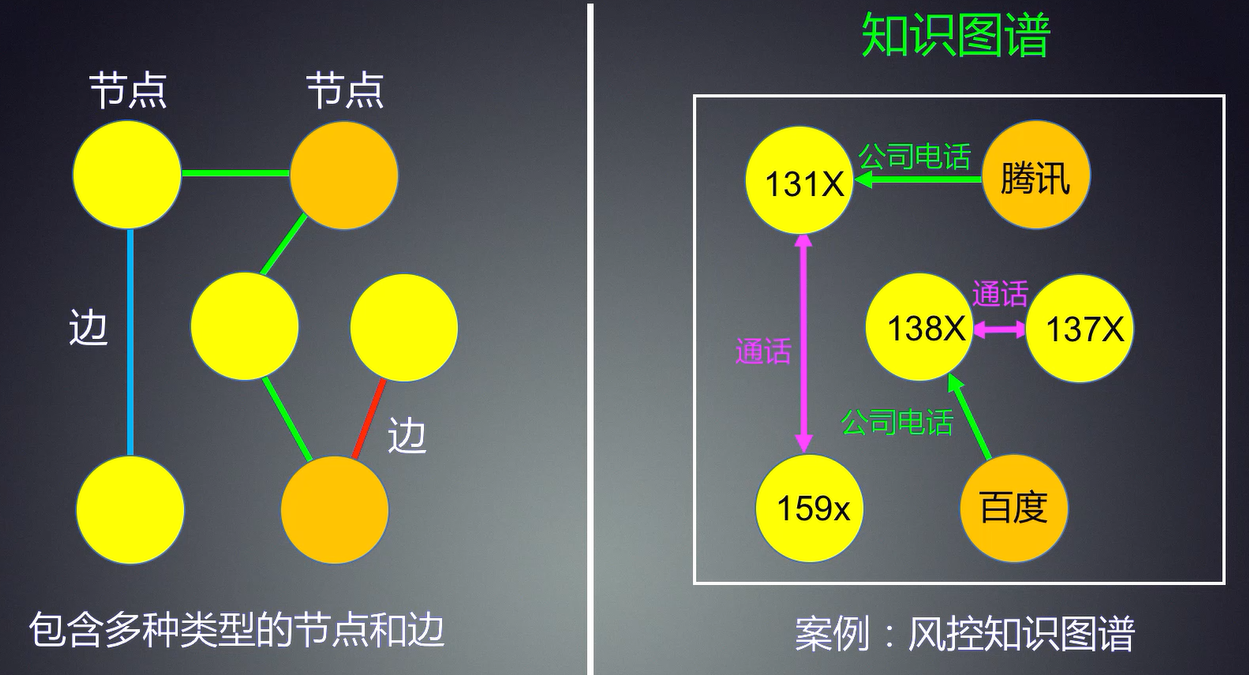 节点
节点
边
边
包含多种类型的节点和边
知识图谱
131X
公司电话
腾讯
通话
138X
通话
137X
公司电话
159x
百度
案例：风控知识图谱